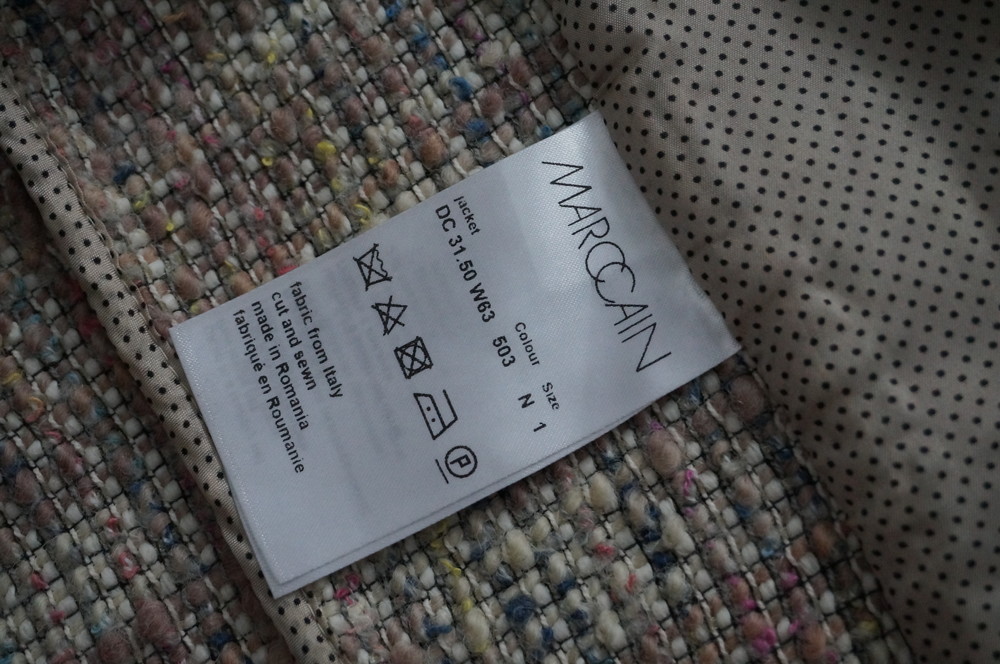 MARCCAIN
jacket
Colour Size
DC 31.50 W63 503 N 1
P
fabric from Italy
cut and sewn
made in Romania
fabriqué en Roumanie